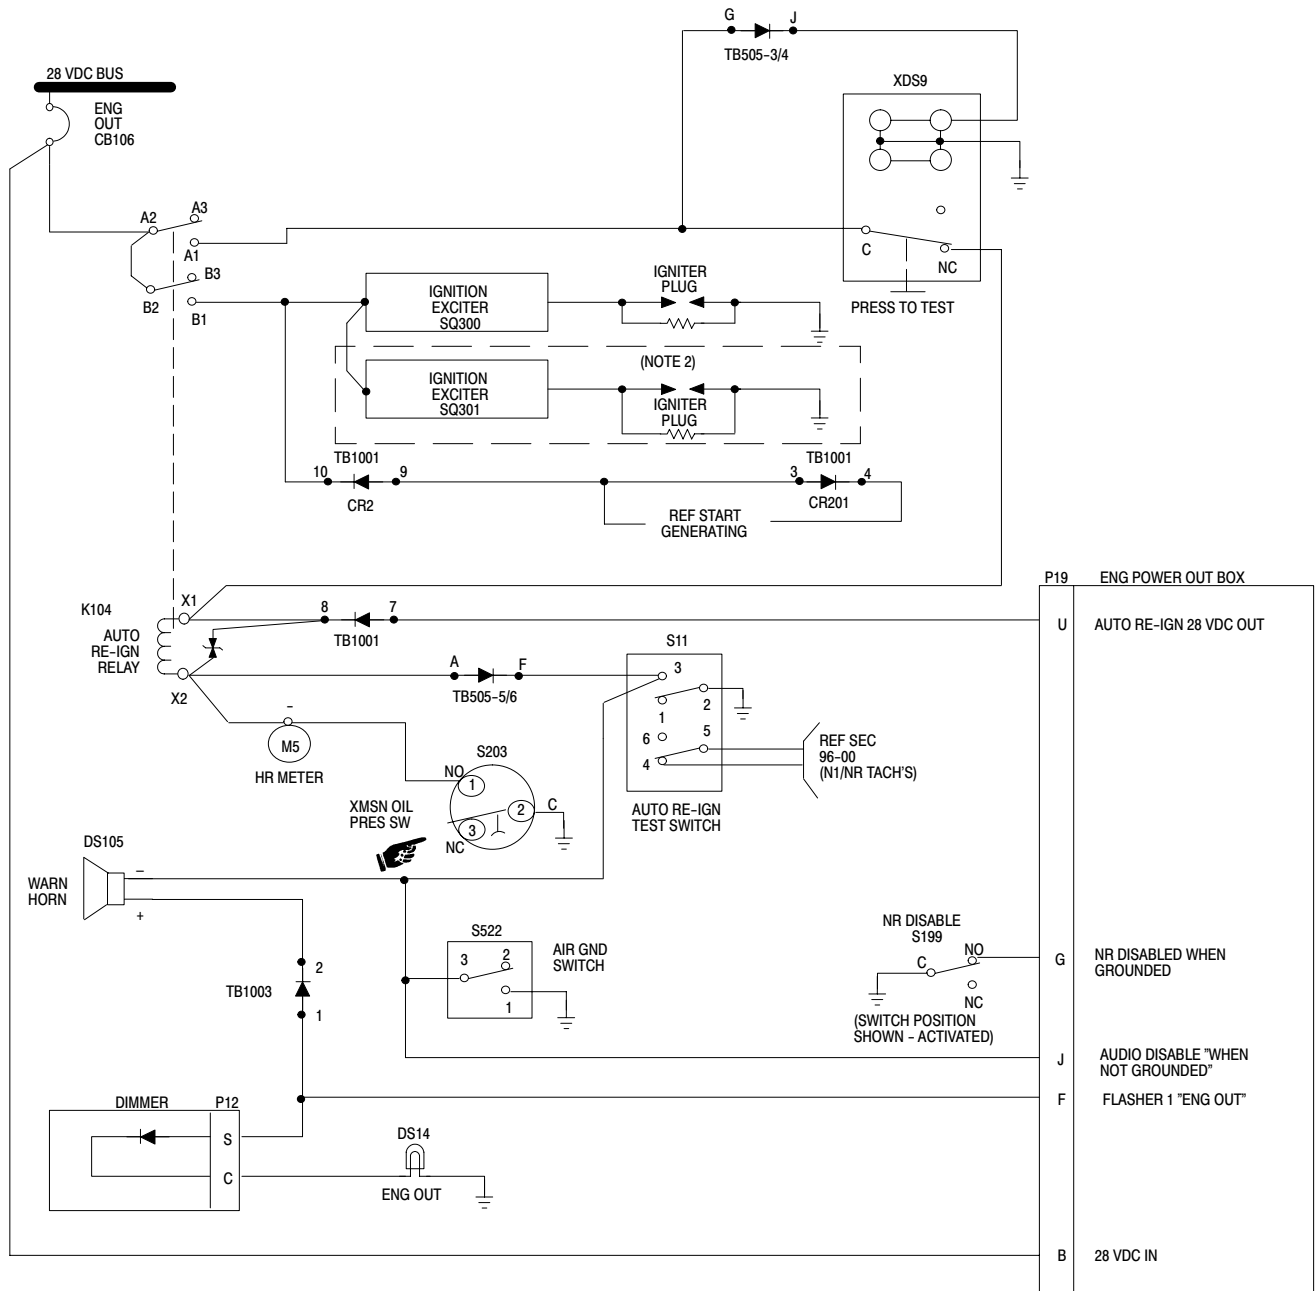 G
J
TB505-3/4
28 VDC BUS
XDS9
ENG
OUT
CB106
A3
A2
A1
C
NC
B3
B2
B1
PRESS TO TEST
IGNITION
EXCITER
SQ300
IGNITER
PLUG
(NOTE 2)
IGNITION
EXCITER
SQ301
IGNITER
PLUG
TB1001
10
9
CR2
TB1001
3
4
CR201
REF START
GENERATING
P19
ENG POWER OUT BOX
K104
X1
8
7
TB1001
U
AUTO RE-IGN 28 VDC OUT
AUTO
RE-IGN
RELAY
X2
A
F
TB505-5/6
S11
3
2
1
5
6
4
REF SEC
96-00
(N1/NR TACH'S)
AUTO RE-IGN
TEST SWITCH
-
M5
HR METER
S203
NO
1
2
C
3
NC
XMSN OIL
PRES SW
DS105
-
WARN
HORN
+
S522
3
2
1
AIR GND
SWITCH
NR DISABLE
S199
C
NO
NC
(SWITCH POSITION
SHOWN - ACTIVATED)
G
NR DISABLED WHEN
GROUNDED
2
TB1003
1
J
AUDIO DISABLE "WHEN
NOT GROUNDED"
F
FLASHER 1 "ENG OUT"
DIMMER
P12
S
C
DS14
ENG OUT
B
28 VDC IN